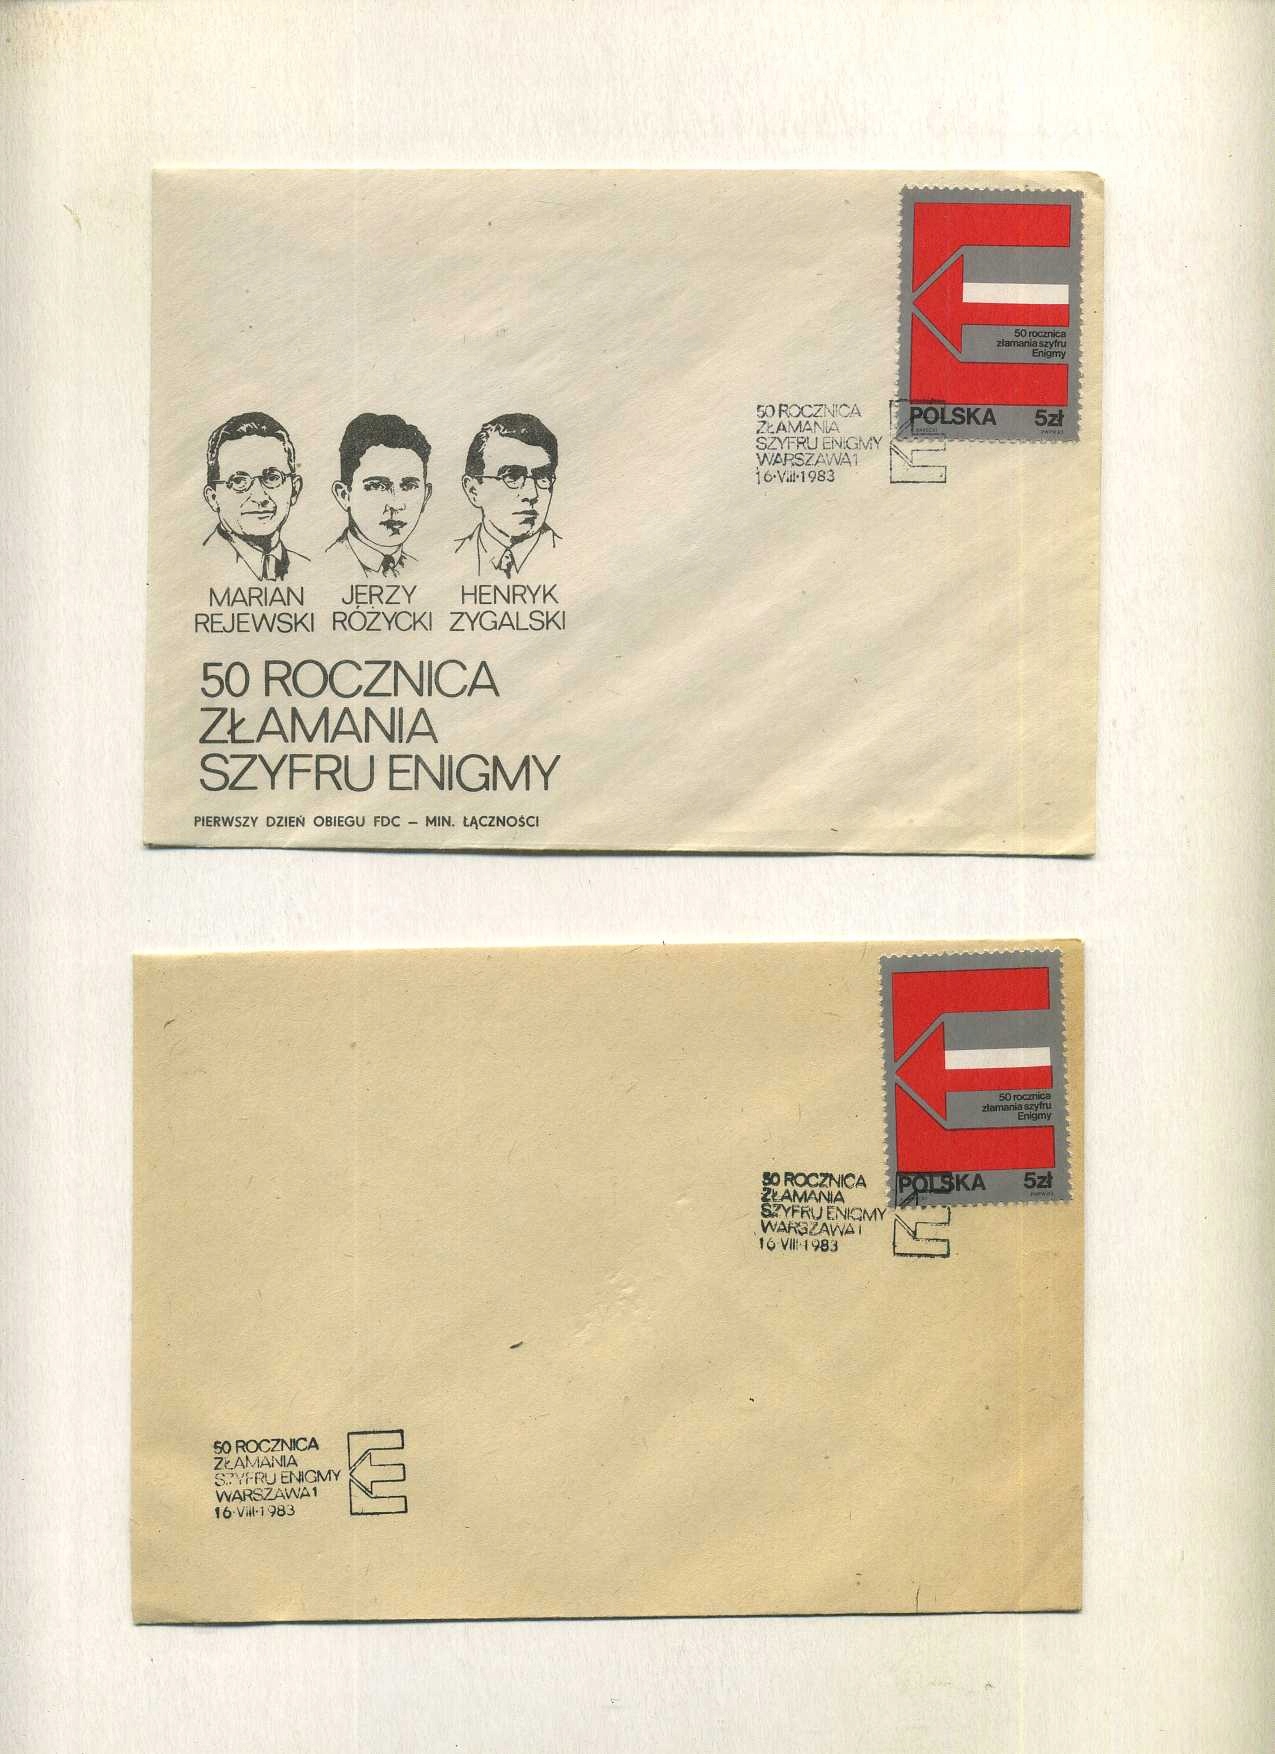 50 rocznica
złamania szyfru
Enigmy
POLSKA 5zł
50 ROCZNICA
ZŁAMANIA
SZYFRU ENIGMY
WARSZAWA 1
16·VIII·1983
MARIAN REJEWSKI
JERZY RÓŻYCKI
HENRYK ZYGALSKI
50 ROCZNICA
ZŁAMANIA
SZYFRU ENIGMY
PIERWSZY DZIEŃ OBIEGU FDC – MIN. ŁĄCZNOŚCI
50 rocznica
złamania szyfru
Enigmy
POLSKA 5zł
50 ROCZNICA
ZŁAMANIA
SZYFRU ENIGMY
WARSZAWA 1
16·VIII·1983
50 ROCZNICA
ZŁAMANIA
SZYFRU ENIGMY
WARSZAWA 1
16·VIII·1983